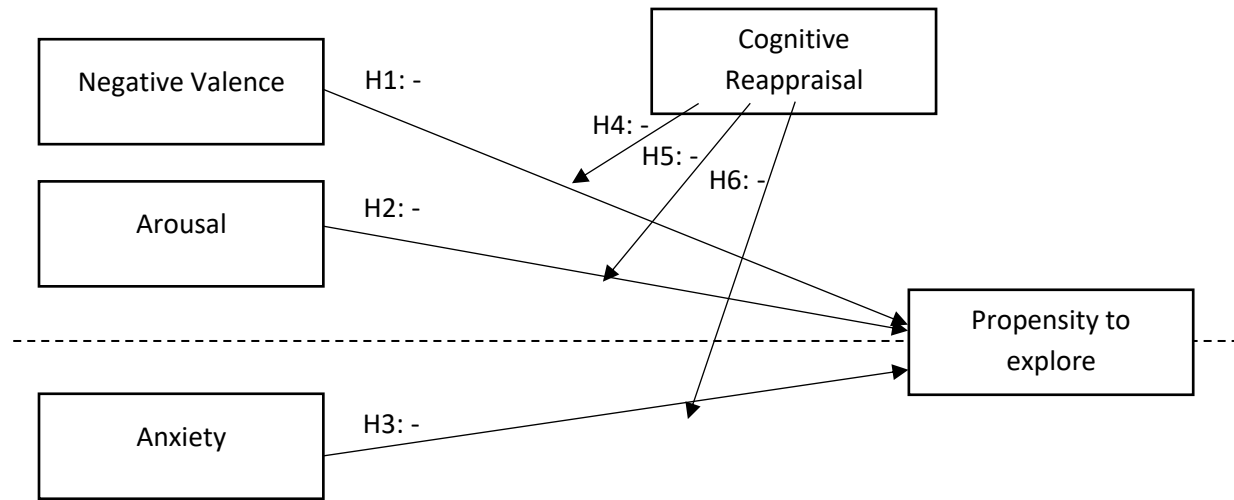 Cognitive
Reappraisal
Negative Valence
H1: -
H4: -
H5: -
H6: -
Arousal
H2: -
Propensity to
explore
Anxiety
H3: -